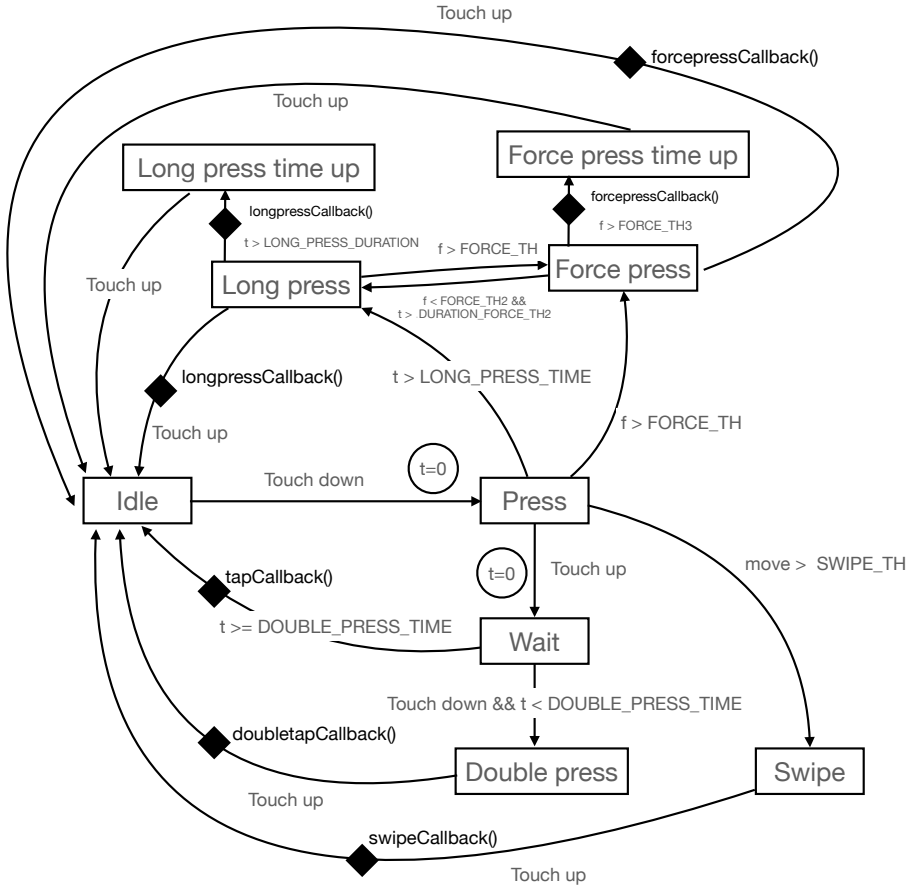 Touch up
forcepressCallback()
Touch up
Long press time up
Force press time up
longpressCallback()
t > LONG_PRESS_DURATION
forcepressCallback()
f > FORCE_TH3
f > FORCE_TH
Long press
Force press
Touch up
f < FORCE_TH2 &&
t > DURATION_FORCE_TH2
longpressCallback()
t > LONG_PRESS_TIME
Touch up
f > FORCE_TH
Touch down
t=0
Idle
Press
t=0
Touch up
move > SWIPE_TH
tapCallback()
t >= DOUBLE_PRESS_TIME
Wait
Touch down && t < DOUBLE_PRESS_TIME
doubletapCallback()
Double press
Swipe
Touch up
swipeCallback()
Touch up